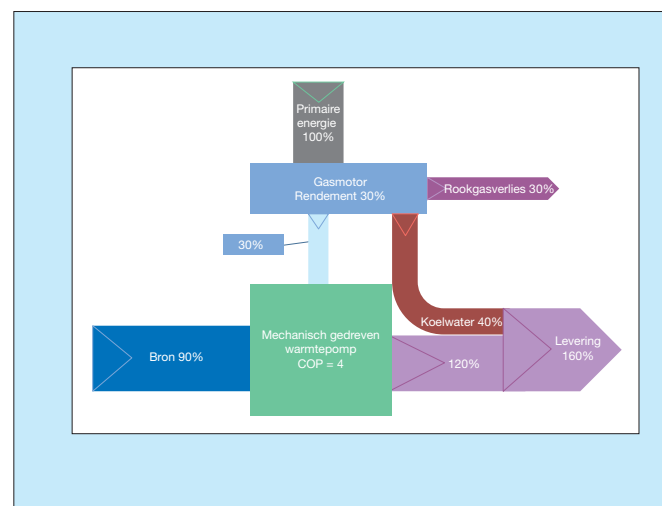 Primaire
energie
100%
Gasmotor
Rendement 30%
Rookgasverlies 30%
30%
Bron 90%
Mechanisch gedreven
warmtepomp
COP = 4
Koelwater 40%
120%
Levering
160%